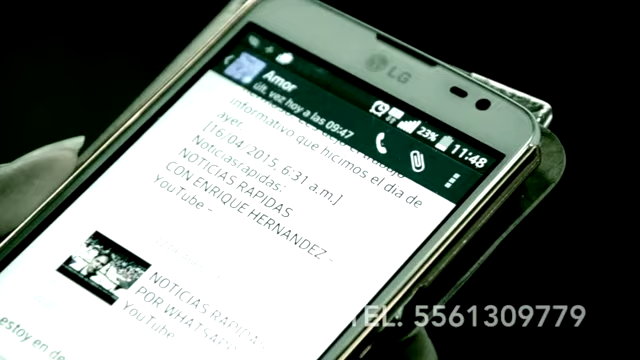 LG
23% 11:48
Amor
últ. vez hoy a las 09:47
informativo que hicimos el dia de
ayer.
[16/04/2015, 6:31 a.m.]
Noticiasrapidas:
NOTICIAS RAPIDAS
CON ENRIQUE HERNANDEZ -
YouTube -
NOTICIAS RAPIDAS
POR WHATSAPP
YouTube
estoy en de
TEL: 5561309779